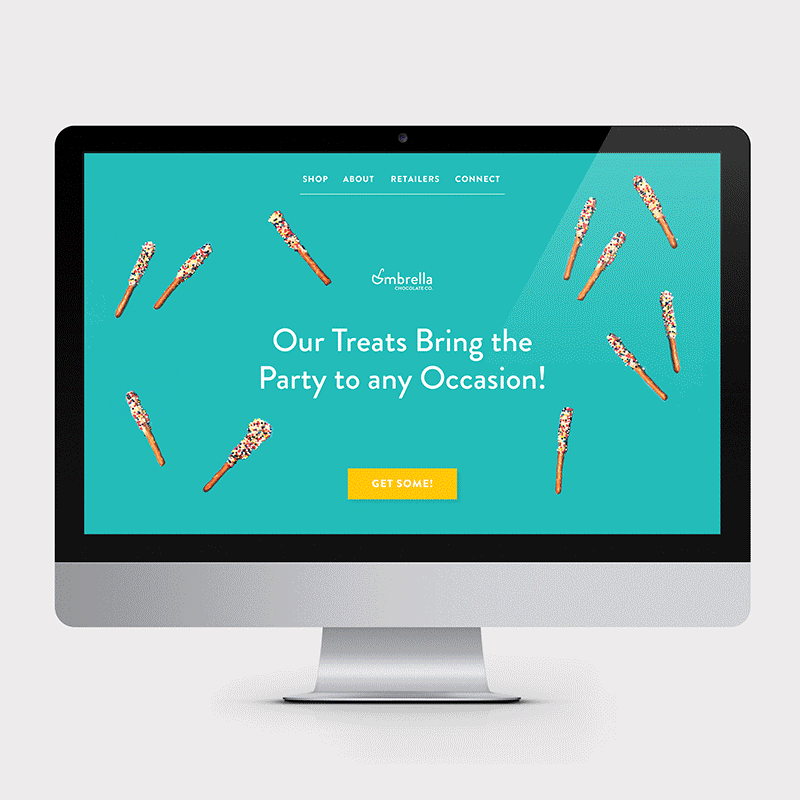 SHOP ABOUT RETAILERS CONNECT
Umbrella
CHOCOLATE CO.
Our Treats Bring the
Party to any Occasion!
GET SOME!